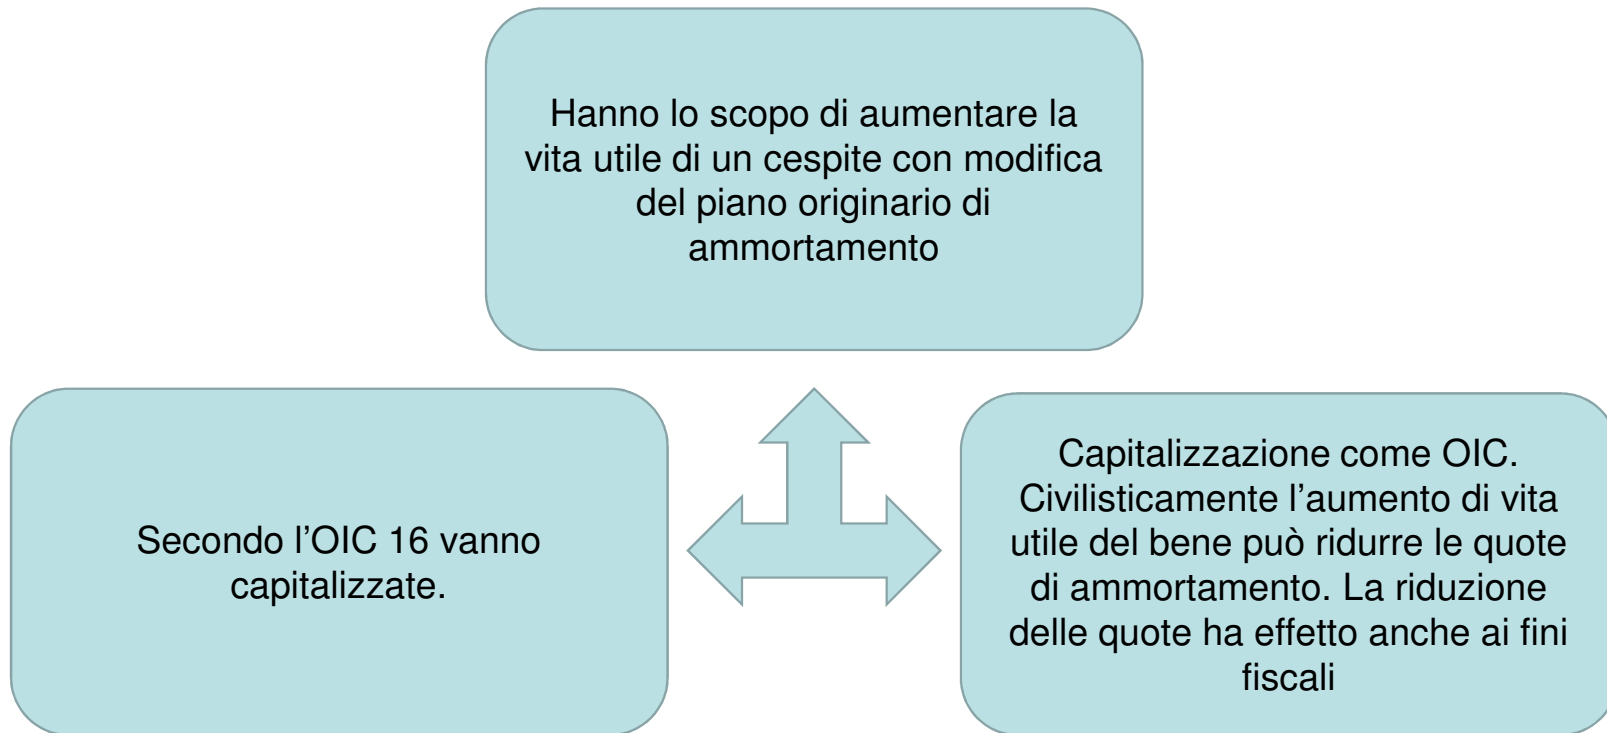 Hanno lo scopo di aumentare la
vita utile di un cespite con modifica
del piano originario di
ammortamento
Secondo l’OIC 16 vanno
capitalizzate.
Capitalizzazione come OIC.
Civilisticamente l’aumento di vita
utile del bene può ridurre le quote
di ammortamento. La riduzione
delle quote ha effetto anche ai fini
fiscali